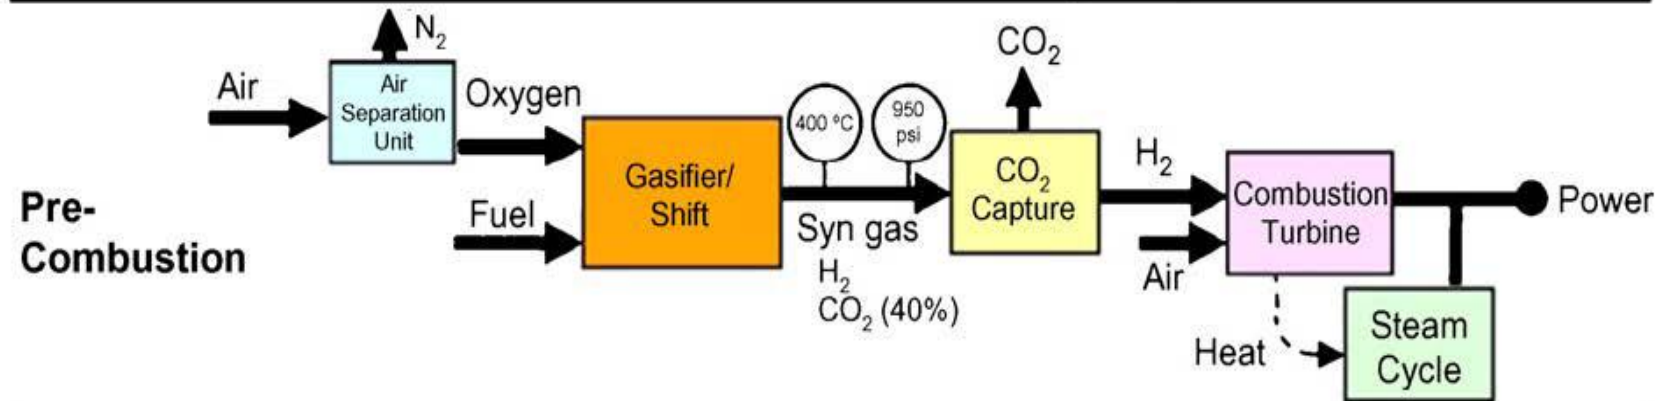 Pre-
Combustion
Air
N₂
Air
Separation
Unit
Oxygen
Fuel
Gasifier/
Shift
400 ºC
950
psi
Syn gas
H₂
CO₂ (40%)
CO₂
CO₂
Capture
H₂
Air
Combustion
Turbine
Power
Heat
Steam
Cycle